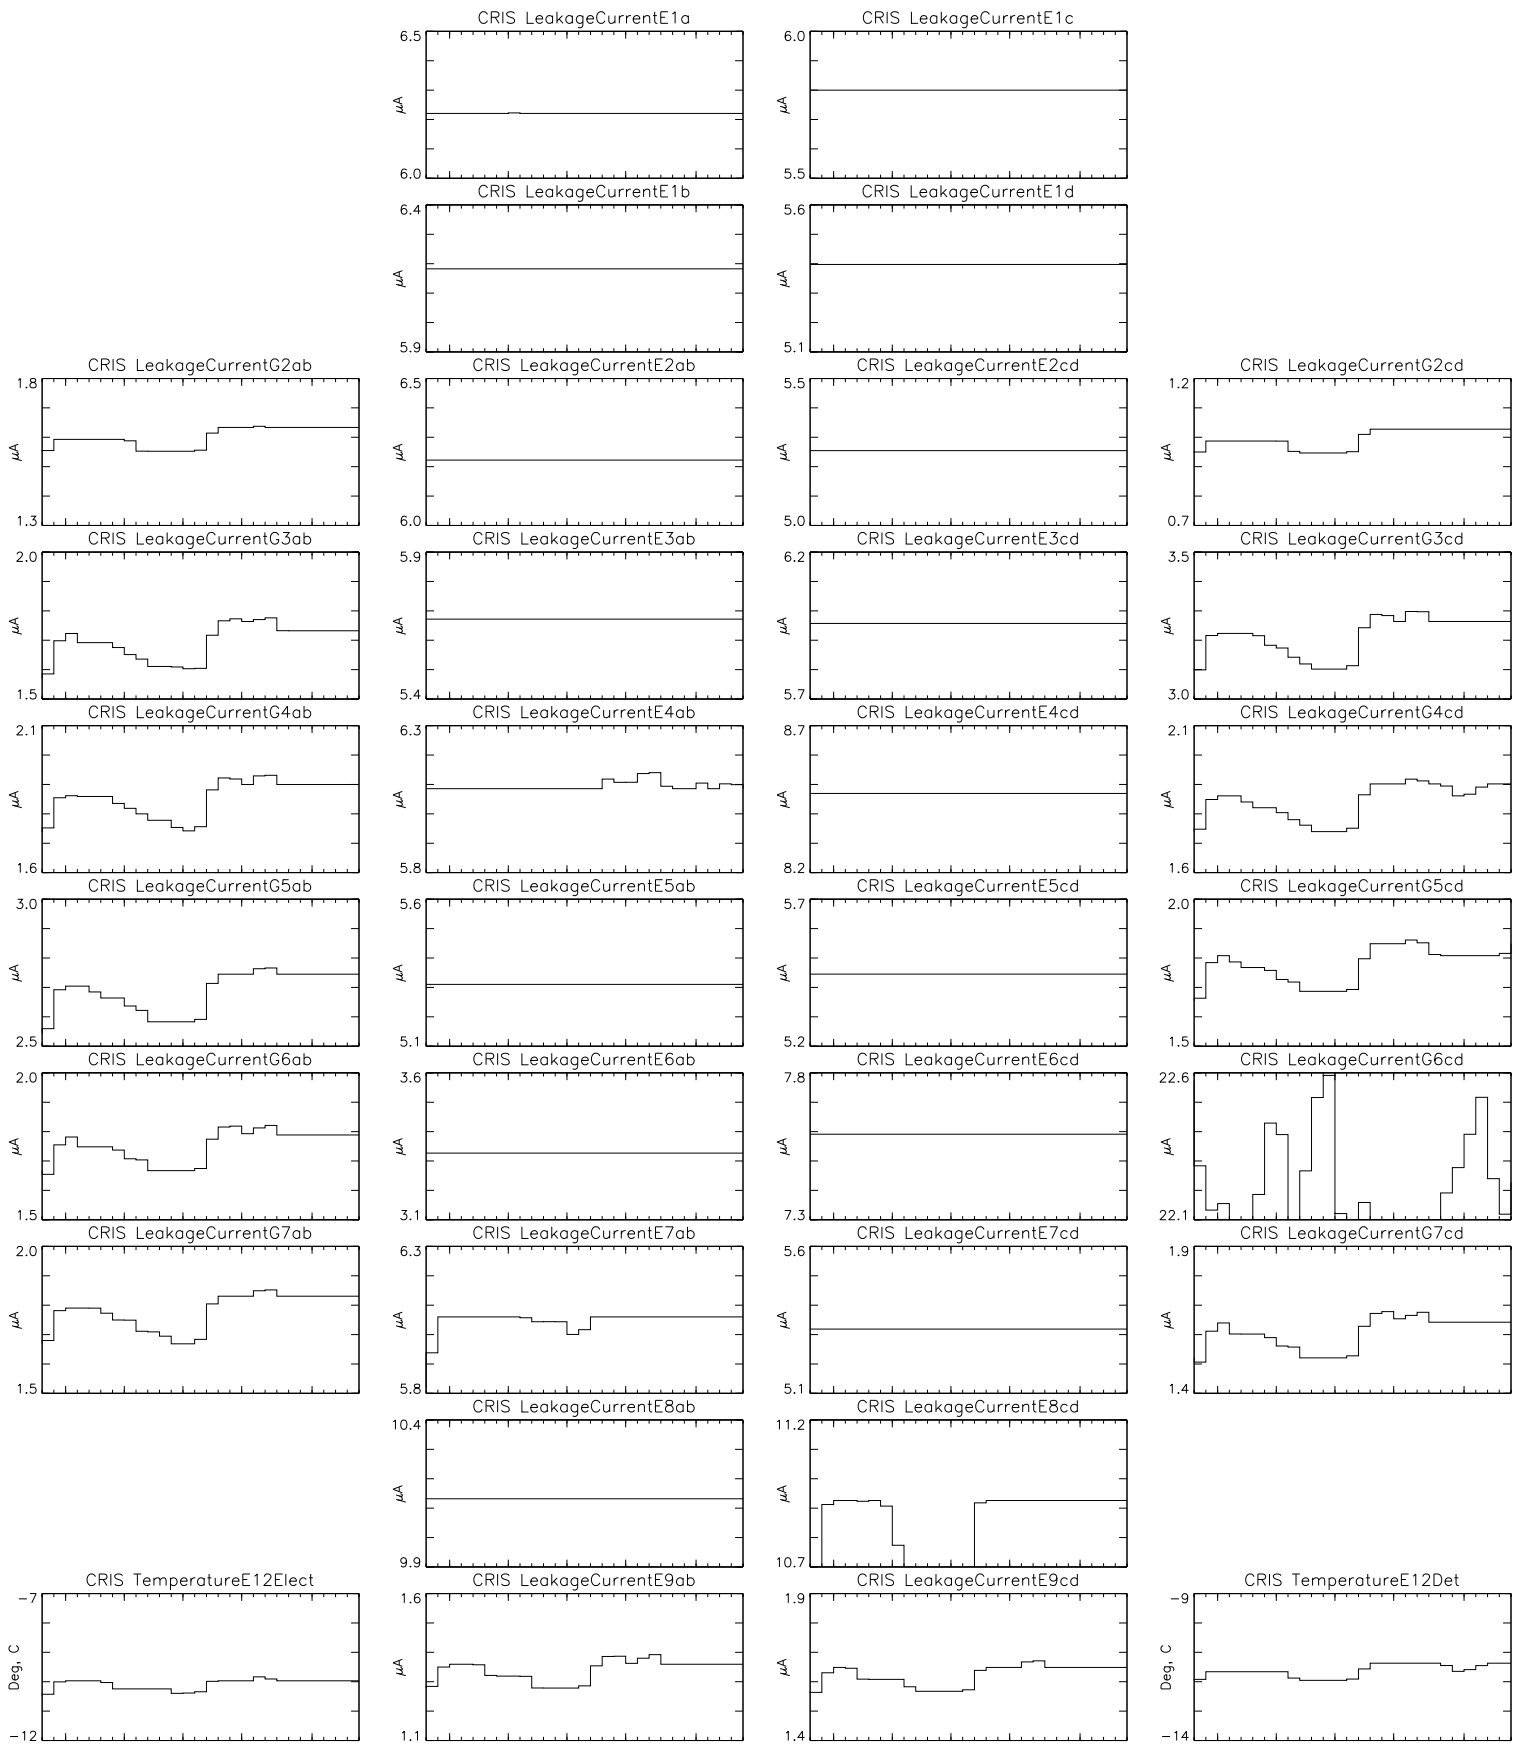 CRIS LeakageCurrentE1a
CRIS LeakageCurrentE1c
6.5
μA
6.0
6.0
μA
5.5
CRIS LeakageCurrentE1b
CRIS LeakageCurrentE1d
6.4
μA
5.9
5.6
μA
5.1
CRIS LeakageCurrentG2ab
CRIS LeakageCurrentE2ab
CRIS LeakageCurrentE2cd
CRIS LeakageCurrentG2cd
1.8
μA
1.3
6.5
μA
6.0
5.5
μA
5.0
1.2
μA
0.7
CRIS LeakageCurrentG3ab
CRIS LeakageCurrentE3ab
CRIS LeakageCurrentE3cd
CRIS LeakageCurrentG3cd
2.0
μA
1.5
5.9
μA
5.4
6.2
μA
5.7
3.5
μA
3.0
CRIS LeakageCurrentG4ab
CRIS LeakageCurrentE4ab
CRIS LeakageCurrentE4cd
CRIS LeakageCurrentG4cd
2.1
μA
1.6
6.3
μA
5.8
8.7
μA
8.2
2.1
μA
1.6
CRIS LeakageCurrentG5ab
CRIS LeakageCurrentE5ab
CRIS LeakageCurrentE5cd
CRIS LeakageCurrentG5cd
3.0
μA
2.5
5.6
μA
5.1
5.7
μA
5.2
2.0
μA
1.5
CRIS LeakageCurrentG6ab
CRIS LeakageCurrentE6ab
CRIS LeakageCurrentE6cd
CRIS LeakageCurrentG6cd
2.0
μA
1.5
3.6
μA
3.1
7.8
μA
7.3
22.6
μA
22.1
CRIS LeakageCurrentG7ab
CRIS LeakageCurrentE7ab
CRIS LeakageCurrentE7cd
CRIS LeakageCurrentG7cd
2.0
μA
1.5
6.3
μA
5.8
5.6
μA
5.1
1.9
μA
1.4
CRIS LeakageCurrentE8ab
CRIS LeakageCurrentE8cd
10.4
μA
9.9
11.2
μA
10.7
CRIS TemperatureE12Elect
CRIS LeakageCurrentE9ab
CRIS LeakageCurrentE9cd
CRIS TemperatureE12Det
-7
Deg, C
-12
1.6
μA
1.1
1.9
μA
1.4
-9
Deg, C
-14